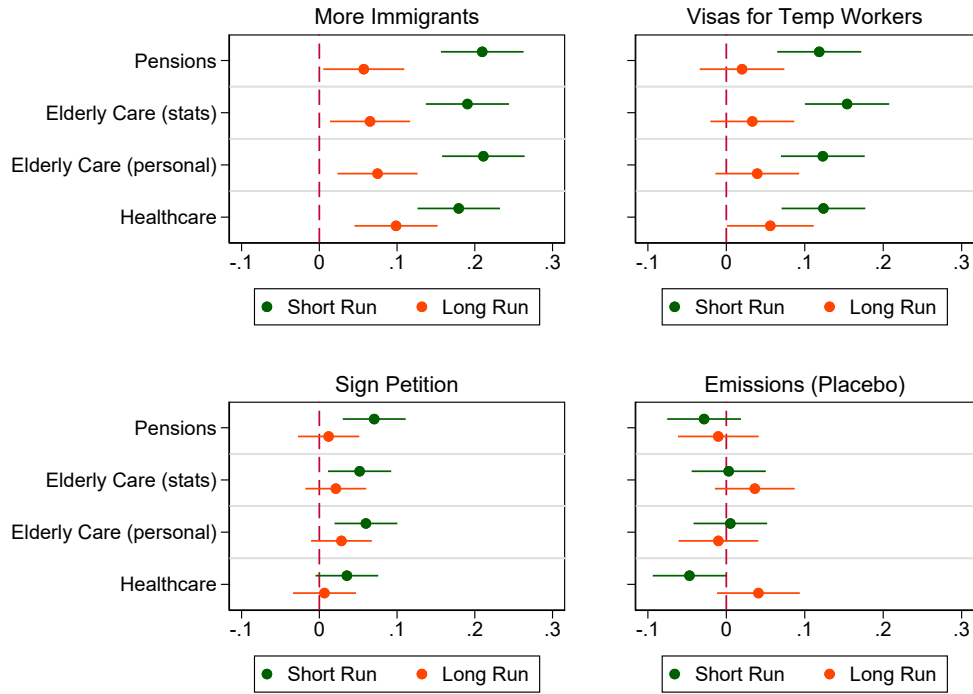 More Immigrants
Pensions
Elderly Care (stats)
Elderly Care (personal)
Healthcare
-.1 0 .1 .2 .3
Short Run Long Run
Visas for Temp Workers
-.1 0 .1 .2 .3
Short Run Long Run
Sign Petition
Pensions
Elderly Care (stats)
Elderly Care (personal)
Healthcare
-.1 0 .1 .2 .3
Short Run Long Run
Emissions (Placebo)
-.1 0 .1 .2 .3
Short Run Long Run